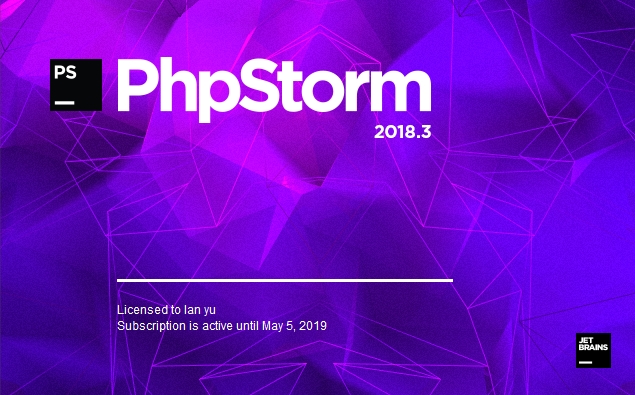 PS
PhpStorm
2018.3
Licensed to lan yu
Subscription is active until May 5, 2019
JET
BRAINS